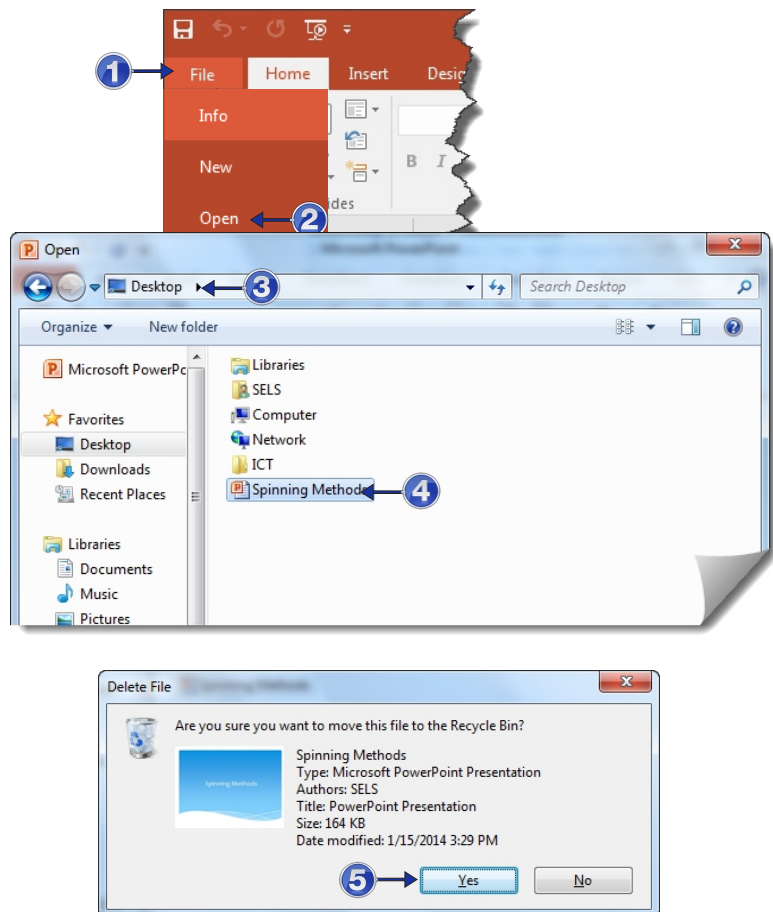 1 File Home Insert Desig
Info
New
B I
ides
Open 2
P Open
Desktop 3 Search Desktop
Organize New folder
P Microsoft PowerPc Libraries
SELS
Favorites Computer
Desktop Network
Downloads ICT
Recent Places P Spinning Methods 4
Libraries
Documents
Music
Pictures
Delete File
Are you sure you want to move this file to the Recycle Bin?
Spinning Methods
Type: Microsoft PowerPoint Presentation
Spinning Methods Authors: SELS
Title: PowerPoint Presentation
Size: 164 KB
Date modified: 1/15/2014 3:29 PM
5 Yes No